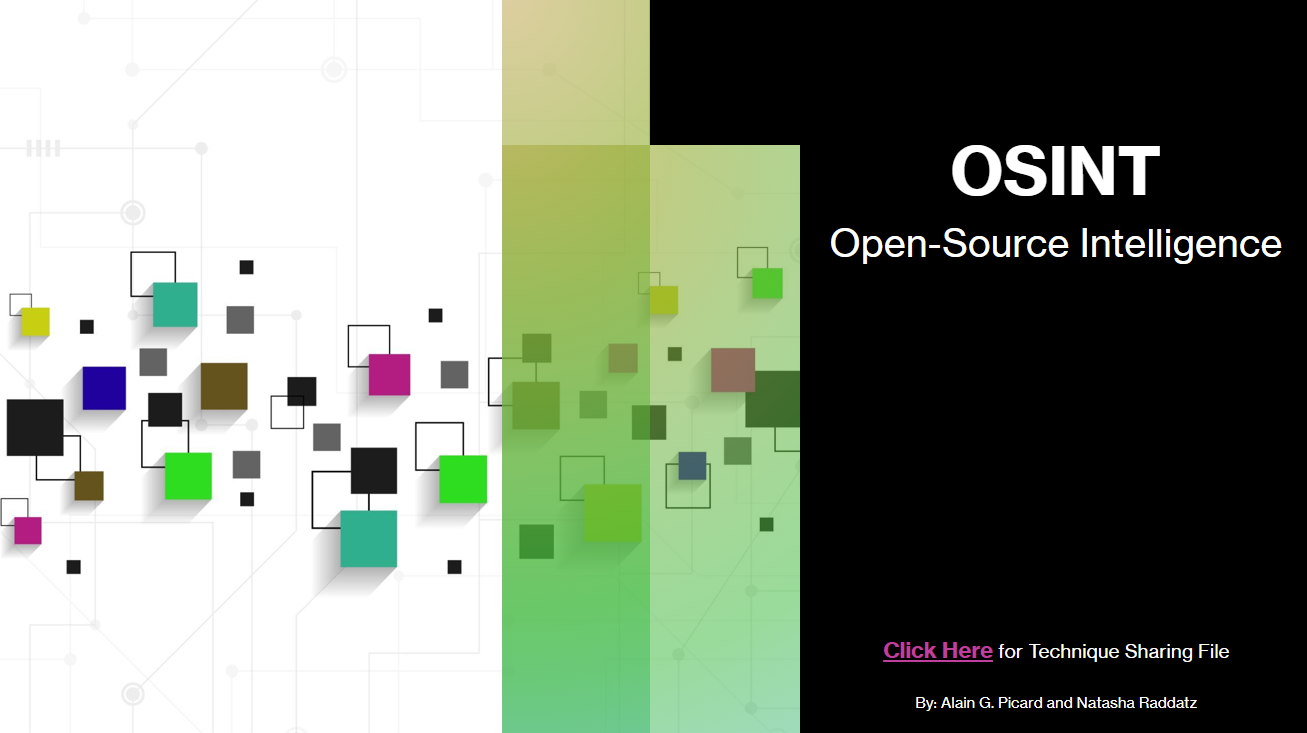 OSINT
Open-Source Intelligence
Click Here for Technique Sharing File
By: Alain G. Picard and Natasha Raddatz